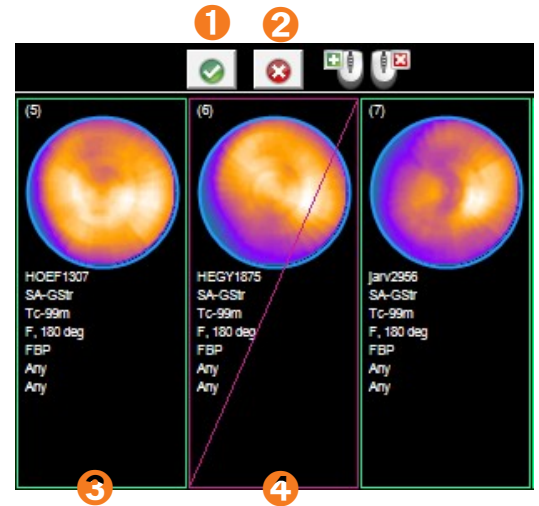 1
2
(5)
HOEF1307
SA-GStr
Tc-99m
F, 180 deg
FBP
Any
Any
(6)
HEGY1875
SA-GStr
Tc-99m
F, 180 deg
FBP
Any
Any
(7)
jarv2956
SA-GStr
Tc-99m
F, 180 deg
FBP
Any
Any
3
4